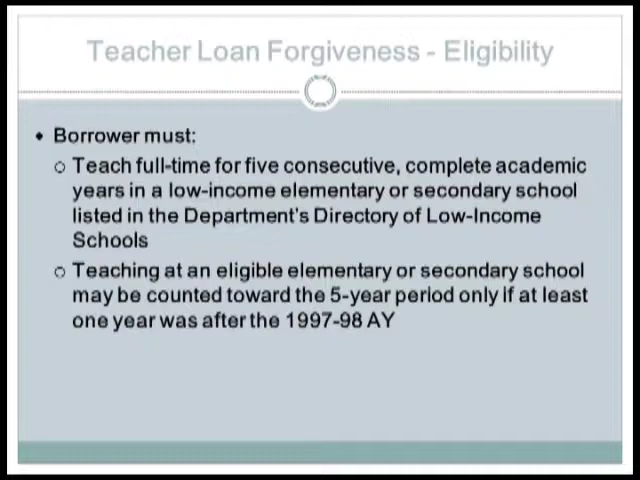 Teacher Loan Forgiveness - Eligibility
• Borrower must:
○ Teach full-time for five consecutive, complete academic
years in a low-income elementary or secondary school
listed in the Department's Directory of Low-Income
Schools
○ Teaching at an eligible elementary or secondary school
may be counted toward the 5-year period only if at least
one year was after the 1997-98 AY